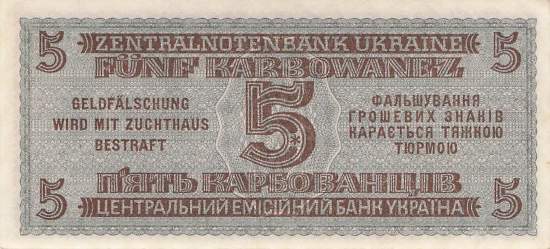 5 ZENTRALNOTENBANK UKRAINE 5
FÜNF KARBOWANEZ
GELDFÄLSCHUNG
WIRD MIT ZUCHTHAUS
BESTRAFT
5
ФАЛЬШУВАННЯ
ГРОШЕВИХ ЗНАКІВ
КАРАЄТЬСЯ ТЯЖКОЮ
ТЮРМОЮ
П'ЯТЬ КАРБОВАНЦІВ
5 ЦЕНТРАЛЬНИЙ ЕМІСІЙНИЙ БАНК УКРАЇНА 5